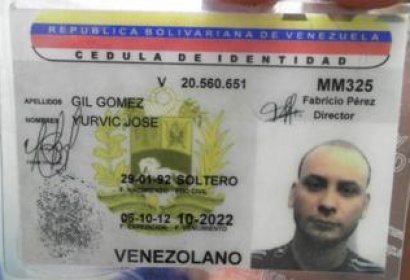 REPUBLICA BOLIVARIANA DE VENEZUELA
CEDULA DE IDENTIDAD
V 20.560.651 MM325
Fabricio Pérez
Director
APELLIDOS GIL GOMEZ
NOMBRES YURVIC JOSE
29-01-92 SOLTERO
F. NACIMIENTO EDO CIVIL
05-10-12 10-2022
F. EXPEDICION F. VENCIMIENTO
VENEZOLANO